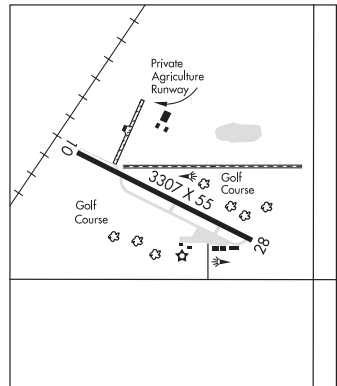 Private
Agriculture
Runway
10
3307 X 55
Golf
Course
Golf
Course
28